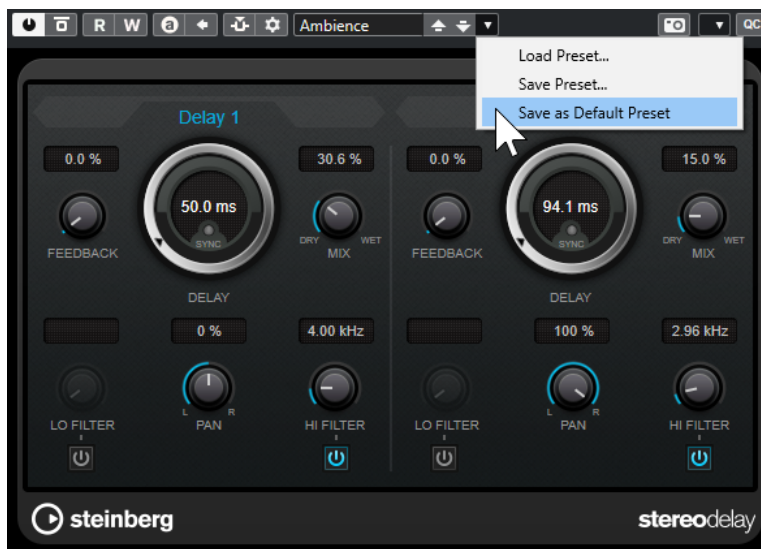 R W a Ambience QC
Load Preset...
Save Preset...
Save as Default Preset
Delay 1
0.0 % 30.6 % 0.0 % 15.0 %
50.0 ms 94.1 ms
SYNC SYNC
DRY WET DRY WET
FEEDBACK MIX FEEDBACK MIX
DELAY DELAY
0 % 4.00 kHz 100 % 2.96 kHz
L R L R
LO FILTER PAN HI FILTER LO FILTER PAN HI FILTER
steinberg stereodelay